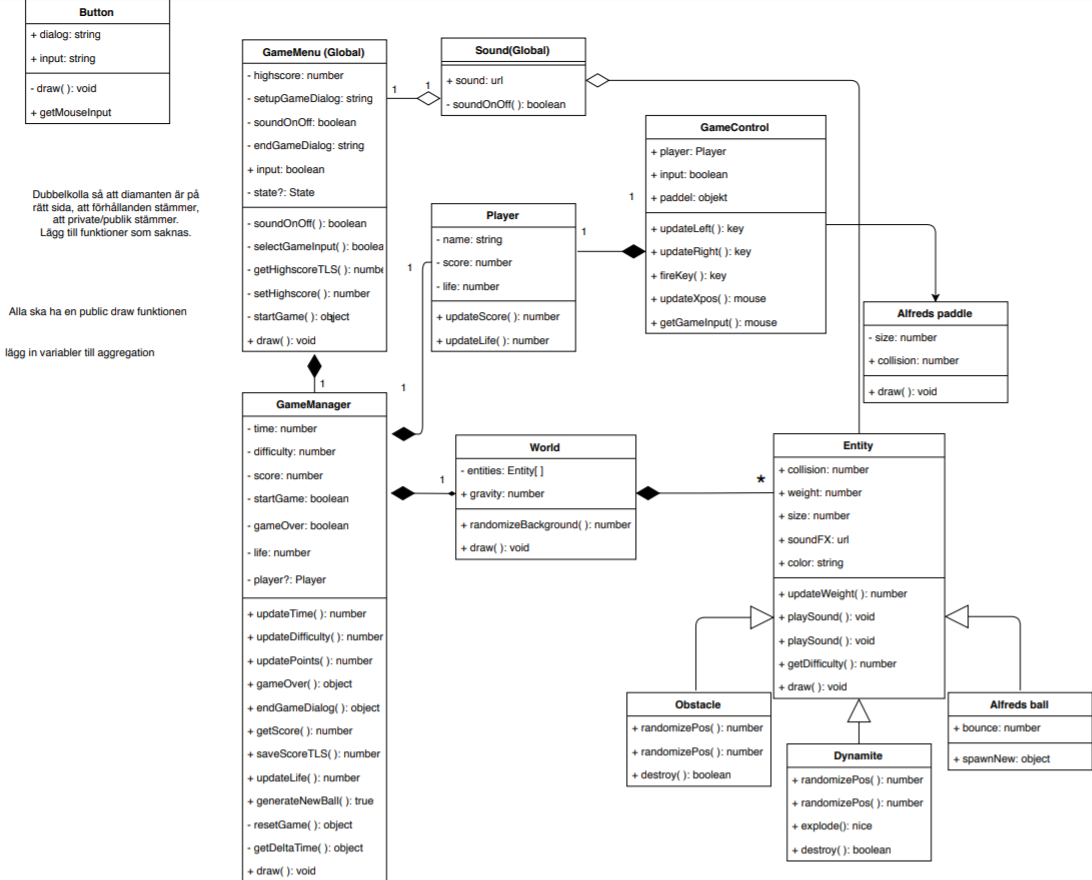 Button
+ dialog: string
+ input: string
- draw( ): void
+ getMouseInput
Dubbelkolla så att diamanten är på
rätt sida, att förhållanden stämmer,
att private/publik stämmer.
Lägg till funktioner som saknas.
Alla ska ha en public draw funktionen
lägg in variabler till aggregation
GameMenu (Global)
- highscore: number
- setupGameDialog: string
- soundOnOff: boolean
- endGameDialog: string
+ input: boolean
- state?: State
- soundOnOff( ): boolean
- selectGameInput( ): boolea
- getHighscoreTLS( ): numbe
- setHighscore( ): number
- startGame( ): object
+ draw( ): void
1
1
Sound(Global)
+ sound: url
- soundOnOff( ): boolean
1
GameManager
- time: number
- difficulty: number
- score: number
- startGame: boolean
- gameOver: boolean
- life: number
- player?: Player
+ updateTime( ): number
+ updateDifficulty( ): number
+ updatePoints( ): number
+ gameOver( ): object
+ endGameDialog( ): object
+ getScore( ): number
+ saveScoreTLS( ): number
+ updateLife( ): number
+ generateNewBall( ): true
- resetGame( ): object
- getDeltaTime( ): object
+ draw( ): void
1
1
Player
- name: string
- score: number
- life: number
+ updateScore( ): number
+ updateLife( ): number
1
1
GameControl
+ player: Player
+ input: boolean
+ paddel: objekt
+ updateLeft( ): key
+ updateRight( ): key
+ fireKey( ): key
+ updateXpos( ): mouse
+ getGameInput( ): mouse
Alfreds paddle
- size: number
+ collision: number
+ draw( ): void
1
World
- entities: Entity[ ]
+ gravity: number
+ randomizeBackground( ): number
+ draw( ): void
*
Entity
+ collision: number
+ weight: number
+ size: number
+ soundFX: url
+ color: string
+ updateWeight( ): number
+ playSound( ): void
+ playSound( ): void
+ getDifficulty( ): number
+ draw( ): void
Obstacle
+ randomizePos( ): number
+ randomizePos( ): number
+ destroy( ): boolean
Dynamite
+ randomizePos( ): number
+ randomizePos( ): number
+ explode(): nice
+ destroy( ): boolean
Alfreds ball
+ bounce: number
+ spawnNew: object